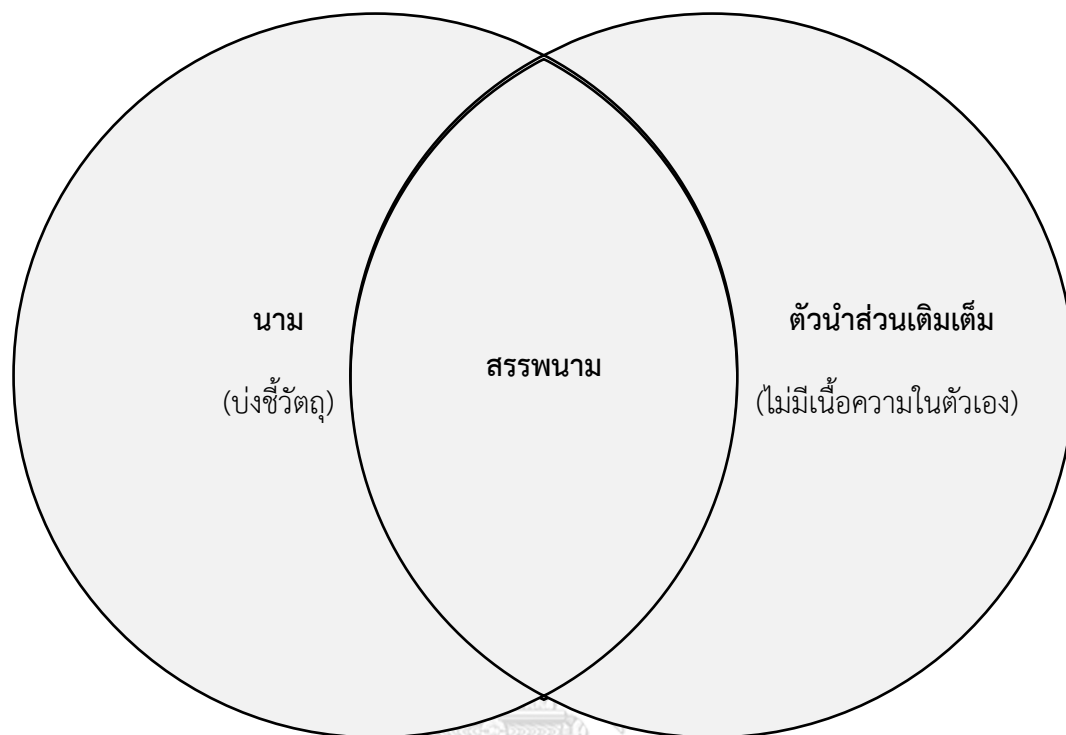 นาม
(บ่งชี้วัตถุ)
สรรพนาม
ตัวนำส่วนเติมเต็ม
(ไม่มีเนื้อความในตัวเอง)